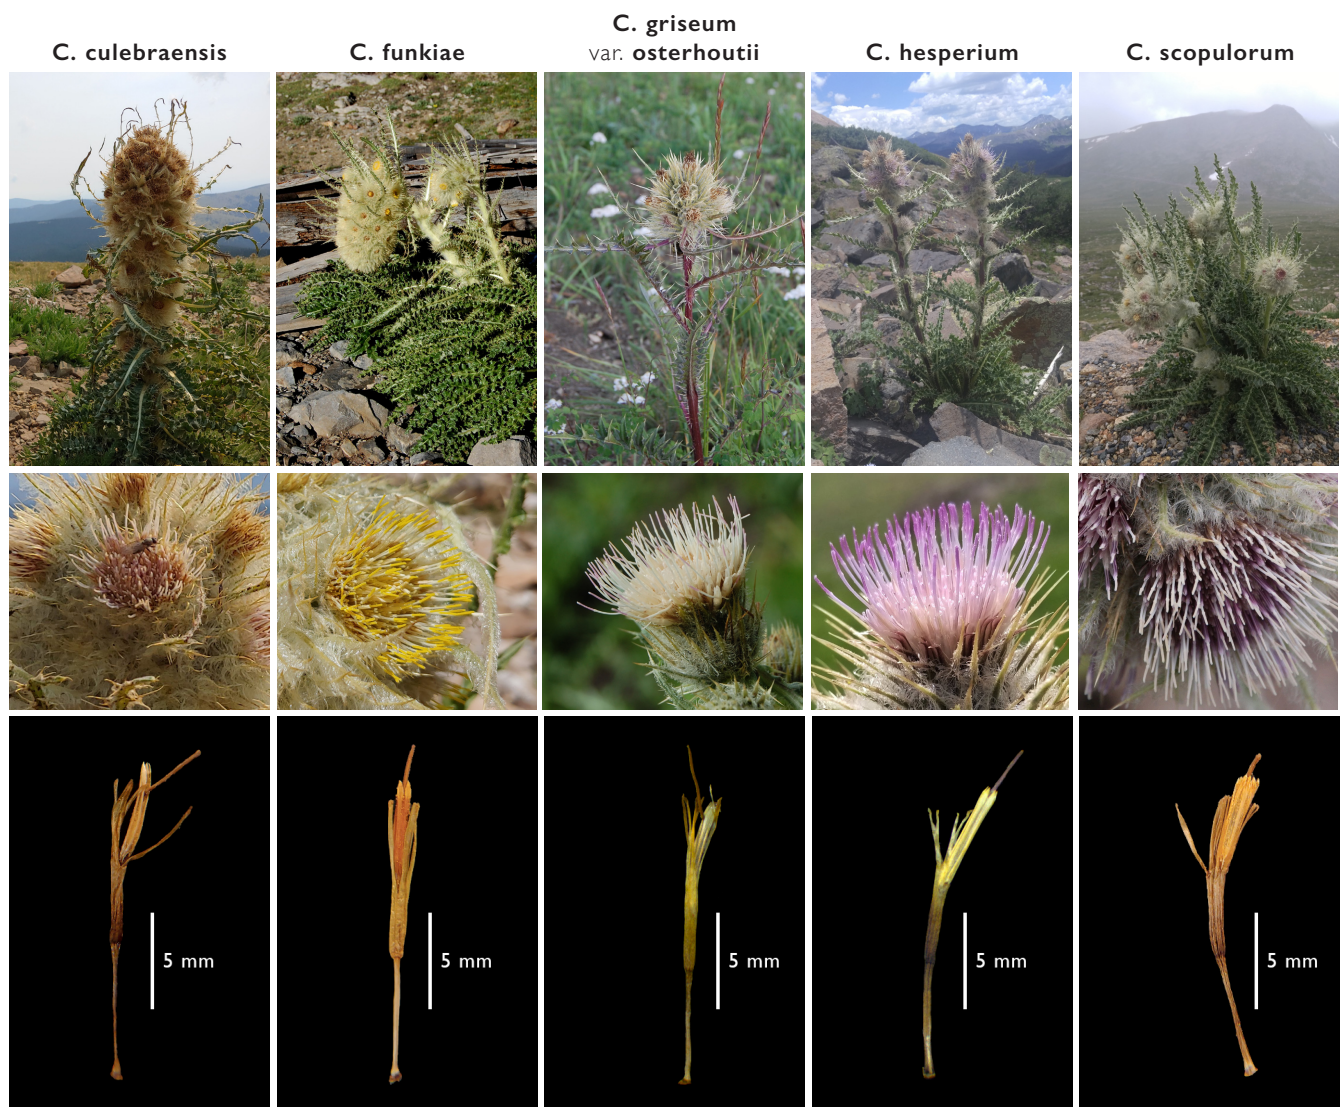 C. culebraensis
C. funkiae
C. griseum
var. osterhoutii
C. hesperium
C. scopulorum
5 mm
5 mm
5 mm
5 mm
5 mm